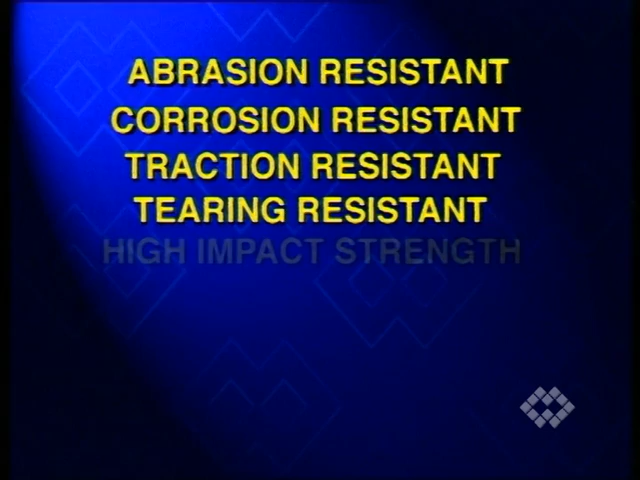 ABRASION RESISTANT
CORROSION RESISTANT
TRACTION RESISTANT
TEARING RESISTANT
HIGH IMPACT STRENGTH